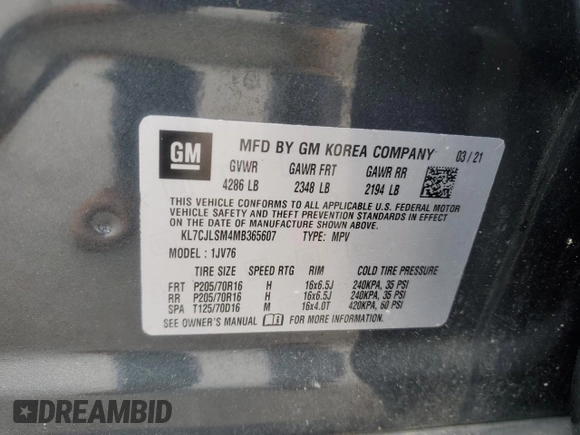 GM
MFD BY GM KOREA COMPANY 03/21
GVWR GAWR FRT GAWR RR
4286 LB 2348 LB 2194 LB
THIS VEHICLE CONFORMS TO ALL APPLICABLE U.S. FEDERAL MOTOR
VEHICLE SAFETY AND THEFT PREVENTION STANDARDS IN EFFECT
ON THE DATE OF MANUFACTURE SHOWN ABOVE.
KL7CJLSM4MB365607 TYPE: MPV
MODEL: 1JV76
TIRE SIZE SPEED RTG RIM COLD TIRE PRESSURE
FRT P205/70R16 H 16x6.5J 240KPA, 35 PSI
RR P205/70R16 H 16x6.5J 240KPA, 35 PSI
SPA T125/70D16 M 16x4.0T 420KPA, 60 PSI
SEE OWNER'S MANUAL FOR MORE INFORMATION.
DREAMBID